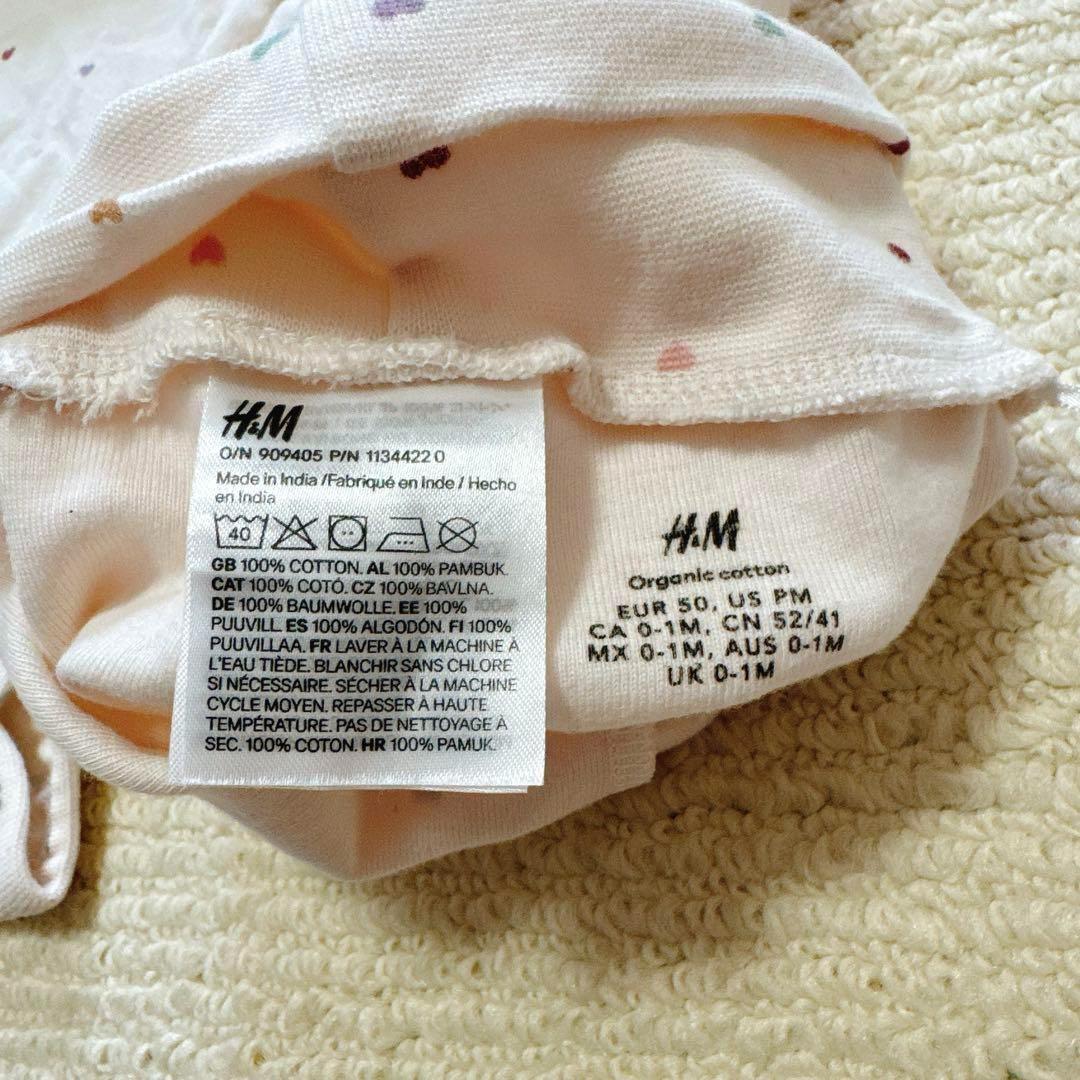 H&M
O/N 909405 P/N 1134422 0
Made in India /Fabriqué en Inde / Hecho
en India
40
GB 100% COTTON. AL 100% PAMBUK.
CAT 100% COTÓ. CZ 100% BAVLNA.
DE 100% BAUMWOLLE. EE 100%
PUUVILL. ES 100% ALGODÓN. FI 100%
PUUVILLAA. FR LAVER À LA MACHINE À
L'EAU TIÈDE. BLANCHIR SANS CHLORE
SI NÉCESSAIRE. SÉCHER À LA MACHINE
CYCLE MOYEN. REPASSER À HAUTE
TEMPÉRATURE. PAS DE NETTOYAGE À
SEC. 100% COTON. HR 100% PAMUK.
H&M
Organic cotton
EUR 50, US PM
CA 0-1M, CN 52/41
MX 0-1M, AUS 0-1M
UK 0-1M